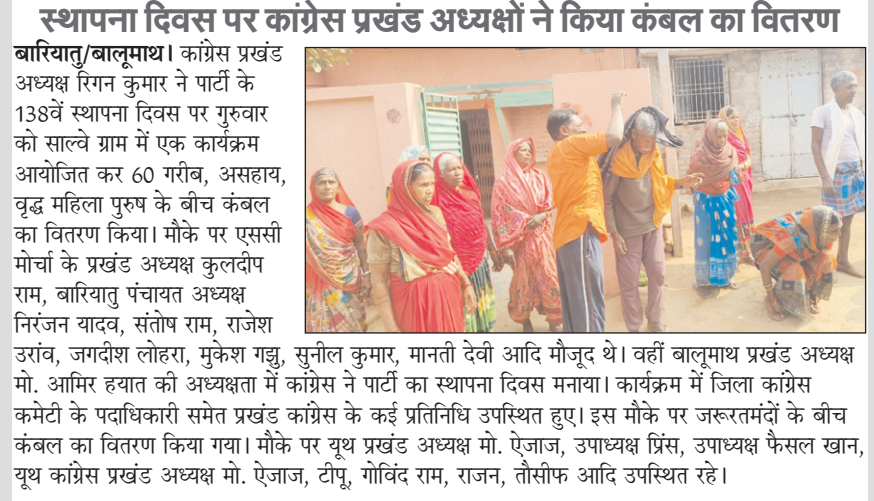 स्थापना दिवस पर कांग्रेस प्रखंड अध्यक्षों ने किया कंबल का वितरण
बारियातु/बालूमाथ। कांग्रेस प्रखंड
अध्यक्ष रिगन कुमार ने पार्टी के
138वें स्थापना दिवस पर गुरुवार
को साल्वे ग्राम में एक कार्यक्रम
आयोजित कर 60 गरीब, असहाय,
वृद्ध महिला पुरुष के बीच कंबल
का वितरण किया। मौके पर एससी
मोर्चा के प्रखंड अध्यक्ष कुलदीप
राम, बारियातु पंचायत अध्यक्ष
निरंजन यादव, संतोष राम, राजेश
उरांव, जगदीश लोहरा, मुकेश गझु, सुनील कुमार, मानती देवी आदि मौजूद थे। वहीं बालूमाथ प्रखंड अध्यक्ष
मो. आमिर हयात की अध्यक्षता में कांग्रेस ने पार्टी का स्थापना दिवस मनाया। कार्यक्रम में जिला कांग्रेस
कमेटी के पदाधिकारी समेत प्रखंड कांग्रेस के कई प्रतिनिधि उपस्थित हुए। इस मौके पर जरूरतमंदों के बीच
कंबल का वितरण किया गया। मौके पर यूथ प्रखंड अध्यक्ष मो. ऐजाज, उपाध्यक्ष प्रिंस, उपाध्यक्ष फैसल खान,
यूथ कांग्रेस प्रखंड अध्यक्ष मो. ऐजाज, टीपू, गोविंद राम, राजन, तौसीफ आदि उपस्थित रहे।